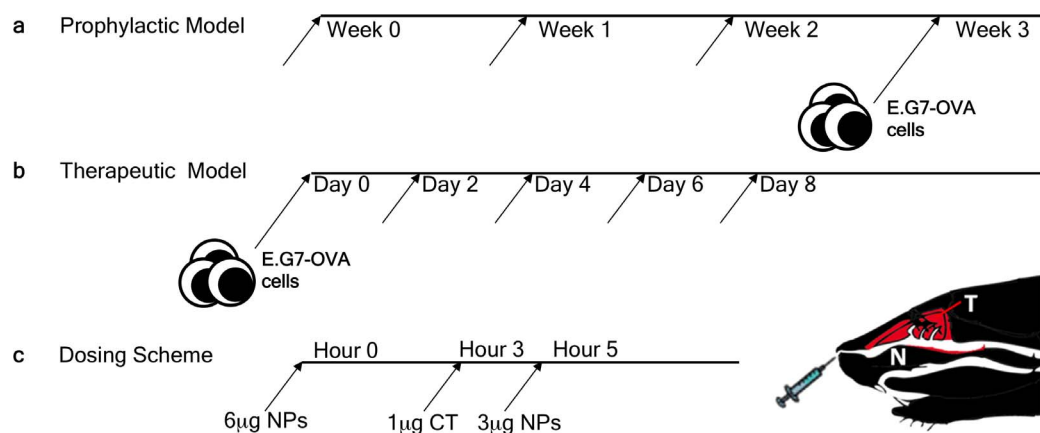 a Prophylactic Model
Week 0 Week 1 Week 2 Week 3
E.G7-OVA
cells
b Therapeutic Model
Day 0 Day 2 Day 4 Day 6 Day 8
E.G7-OVA
cells
T
N
c Dosing Scheme
Hour 0 Hour 3 Hour 5
6μg NPs 1μg CT 3μg NPs